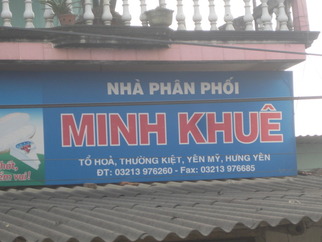 NHÀ PHÂN PHỐI
MINH KHUÊ
TỔ HOÀ, THƯỜNG KIỆT, YÊN MỸ, HƯNG YÊN
ĐT: 03213 976260 - Fax: 03213 976685